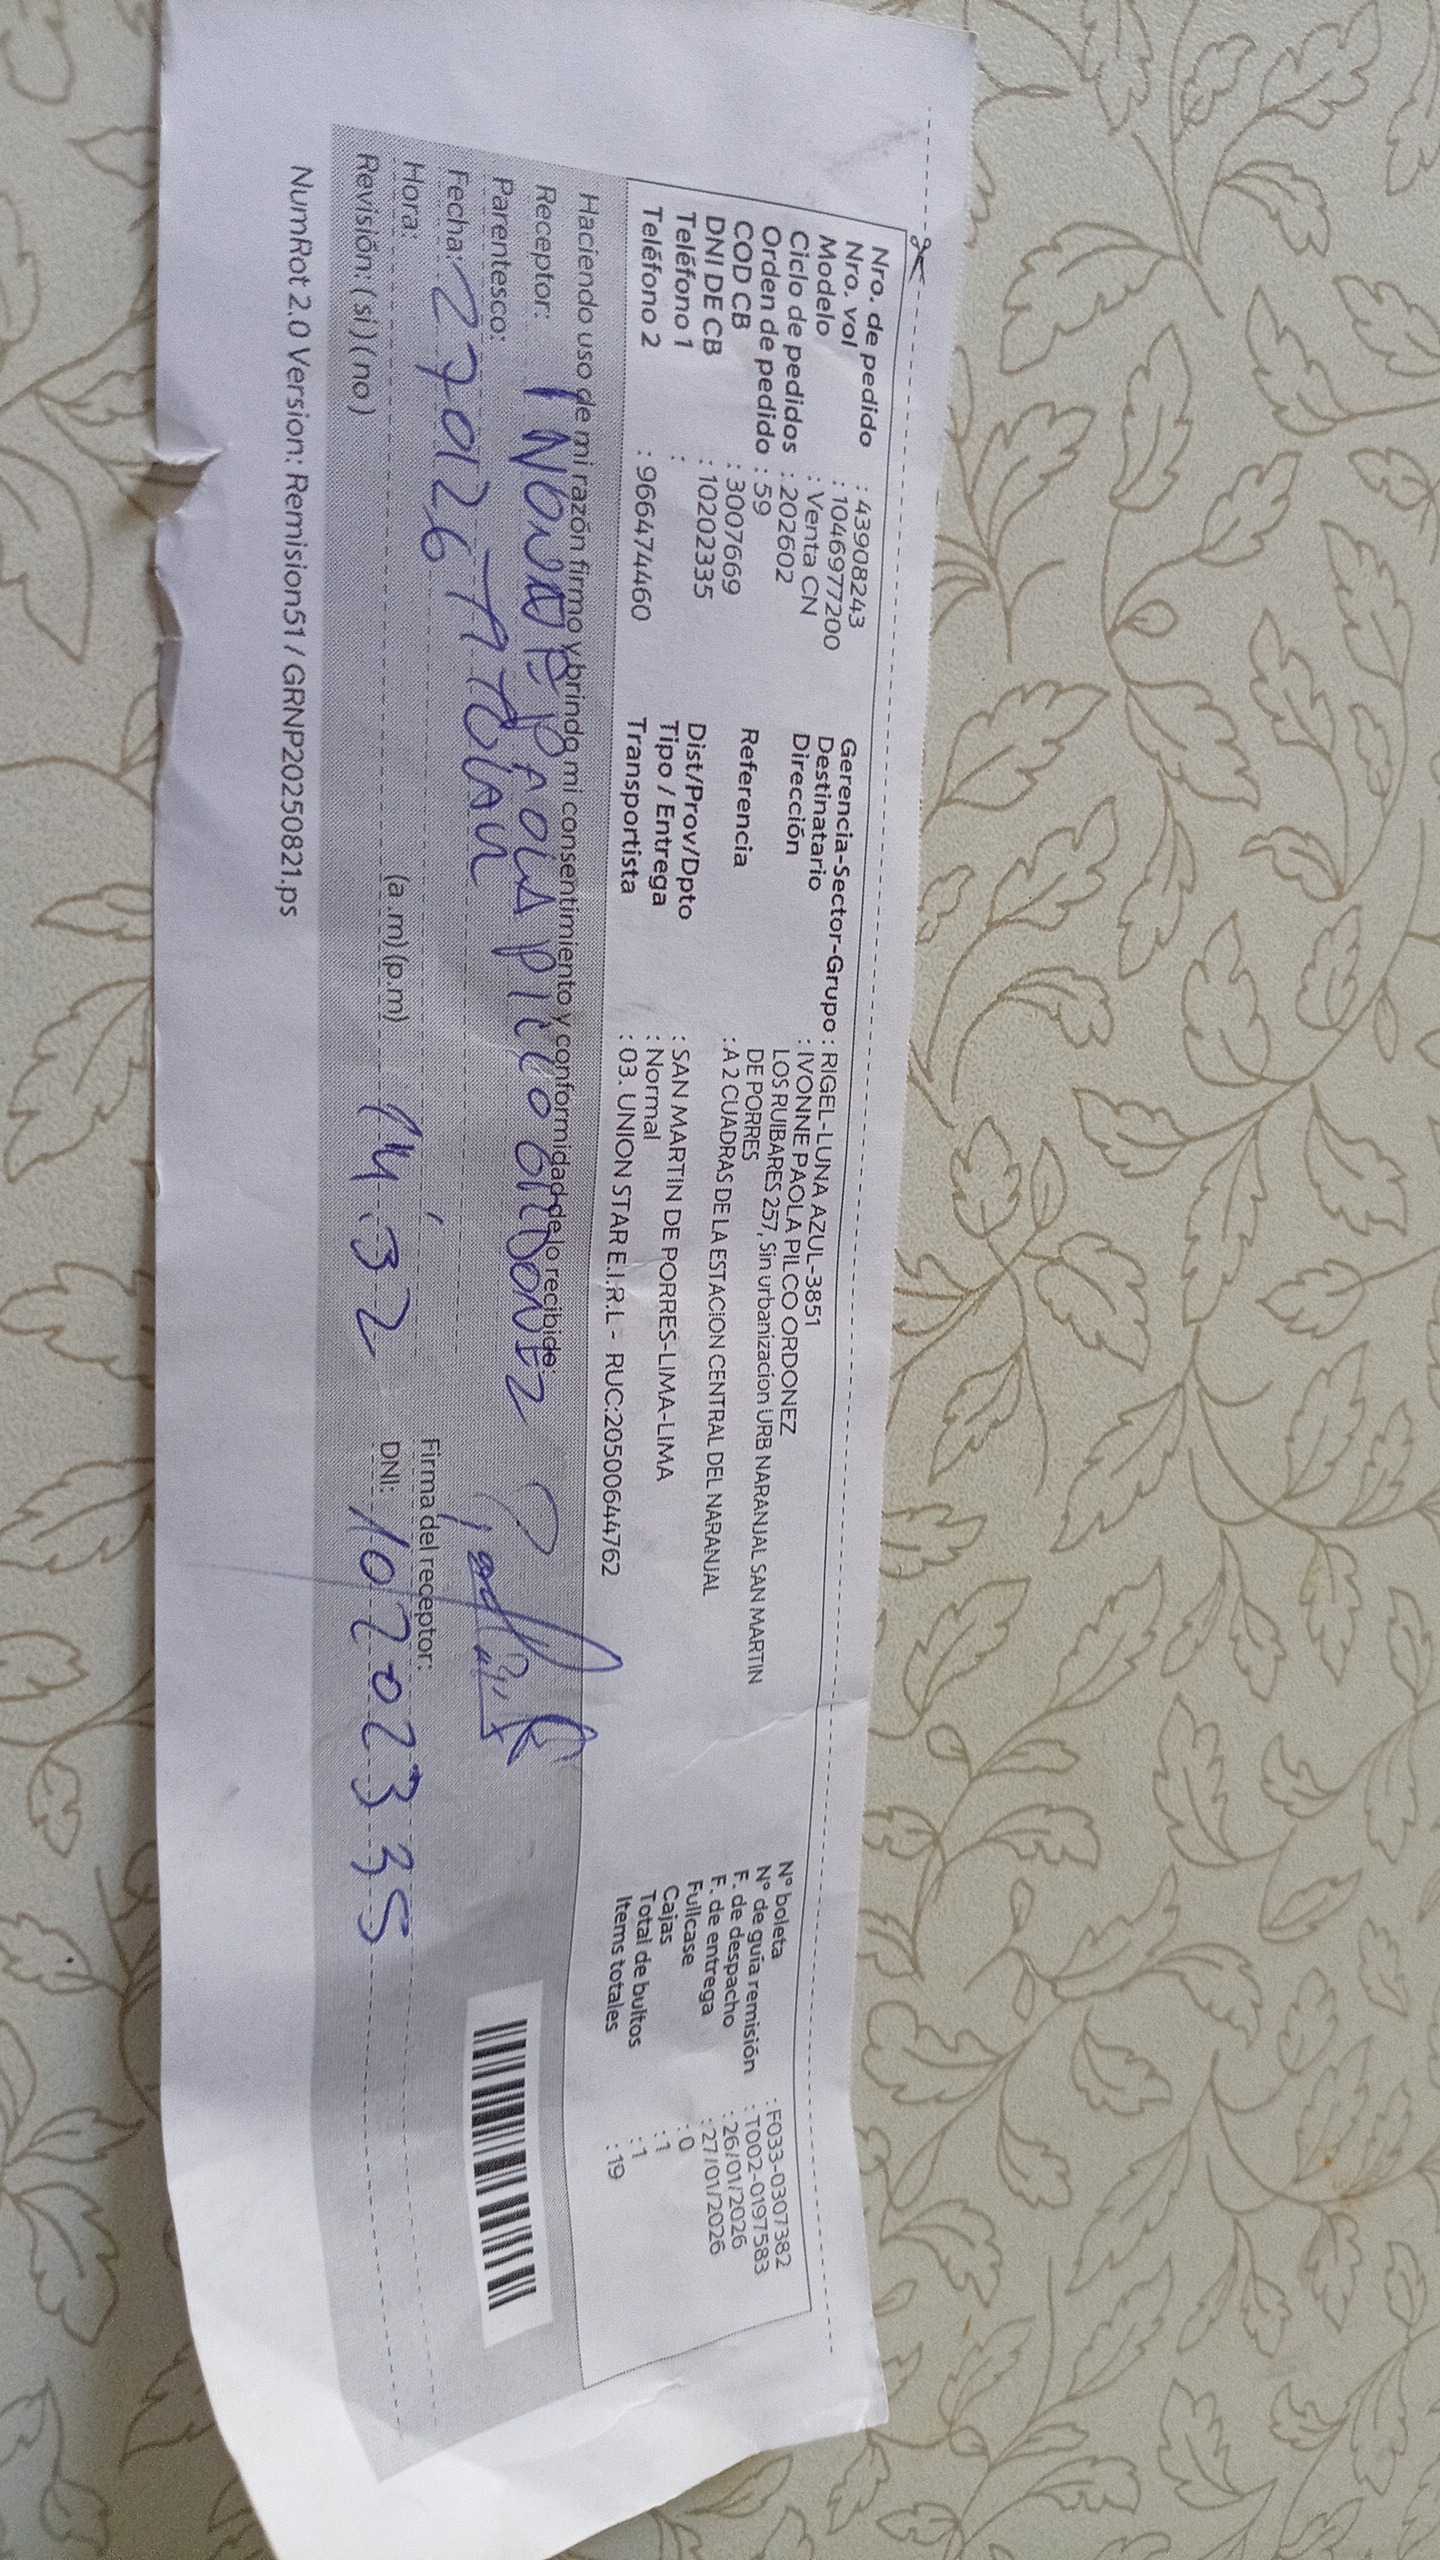 Nro. de pedido : 43908243
Nro. vol : 1046977200
Modelo : Venta CN
Ciclo de pedidos : 202602
Orden de pedido : 59
COD CB : 3007669
DNI DE CB : 10202335
Teléfono 1 :
Teléfono 2 : 966474460
Gerencia-Sector-Grupo : RIGEL-LUNA AZUL-3851
Destinatario : IVONNE PAOLA PILCO ORDONEZ
Dirección LOS RUIBARES 257, Sin urbanizacion URB NARANJAL SAN MARTIN
DE PORRES
Referencia : A 2 CUADRAS DE LA ESTACION CENTRAL DEL NARANJAL
Dist/Prov/Dpto : SAN MARTIN DE PORRES-LIMA-LIMA
Tipo / Entrega : Normal
Transportista : 03. UNION STAR E.I.R.L - RUC:20500644762
Nº boleta : F033-0307382
Nº de guía remisión : T002-0197583
F. de despacho : 26/01/2026
F. de entrega : 27/01/2026
Fullcase : 0
Cajas : 1
Total de bultos : 1
Items totales : 19
Haciendo uso de mi razón firmo y brindo mi consentimiento y conformidad de lo recibido:
Receptor: PAOLA PILCO ORDONEZ
Parentesco: TITULAR
Fecha: 270126
Hora: (a.m) (p.m) 14:32
Firma del receptor:
DNI: 10202335
Revisión: ( si ) ( no )
NumRot 2.0 Version: Remision51 / GRNP20250821.ps